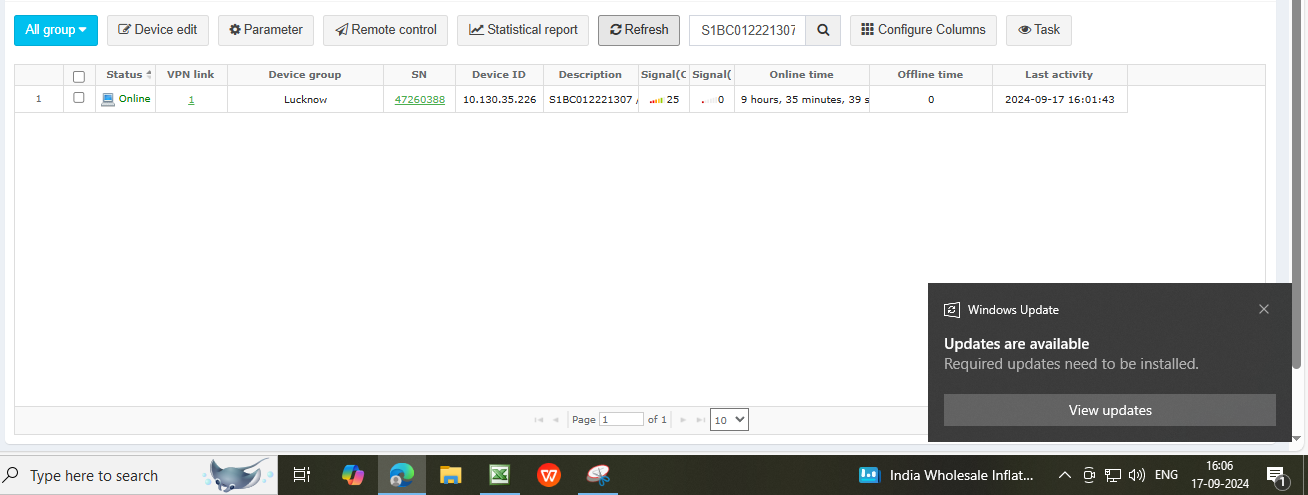 All group
Device edit
Parameter
Remote control
Statistical report
Refresh
S1BC012221307
Configure Columns
Task
Status VPN link Device group SN Device ID Description Signal(C Signal( Online time Offline time Last activity
1 Online 1 Lucknow 47260388 10.130.35.226 S1BC012221307 / 25 0 9 hours, 35 minutes, 39 s 0 2024-09-17 16:01:43
Windows Update
Updates are available
Required updates need to be installed.
View updates
Page 1 of 1 10
Type here to search
India Wholesale Inflat...
ENG
16:06
17-09-2024
1